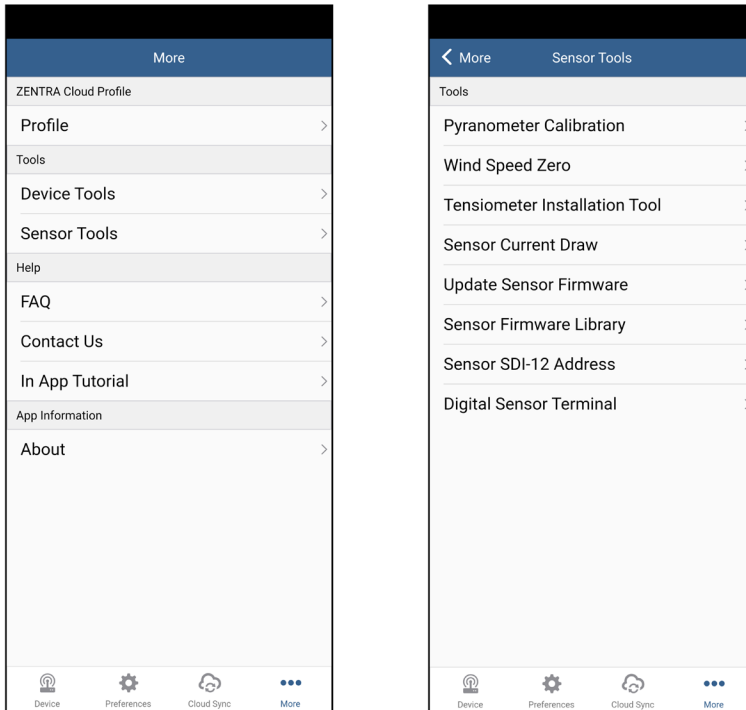 More
ZENTRA Cloud Profile
Profile
Tools
Device Tools
Sensor Tools
Help
FAQ
Contact Us
In App Tutorial
App Information
About
Device Preferences Cloud Sync More
More Sensor Tools
Tools
Pyranometer Calibration
Wind Speed Zero
Tensiometer Installation Tool
Sensor Current Draw
Update Sensor Firmware
Sensor Firmware Library
Sensor SDI-12 Address
Digital Sensor Terminal
Device Preferences Cloud Sync More